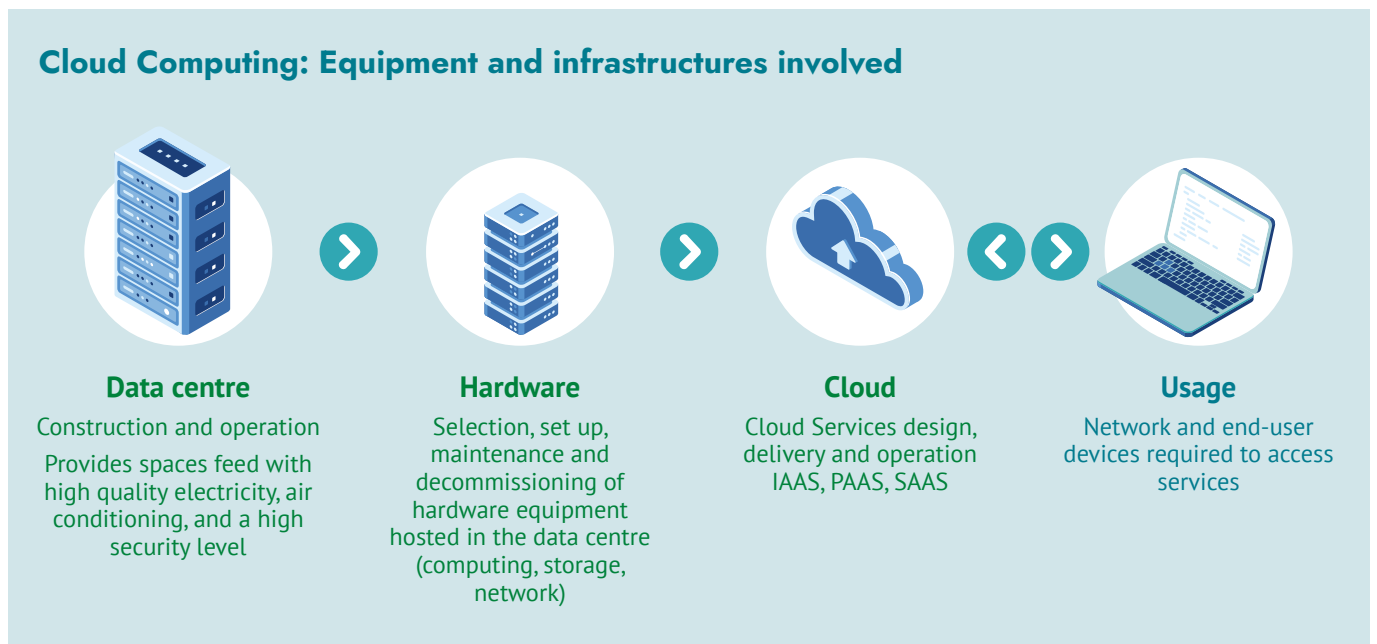 Cloud Computing: Equipment and infrastructures involved
Data centre
Construction and operation
Provides spaces feed with
high quality electricity, air
conditioning, and a high
security level
Hardware
Selection, set up,
maintenance and
decommissioning of
hardware equipment
hosted in the data centre
(computing, storage,
network)
Cloud
Cloud Services design,
delivery and operation
IAAS, PAAS, SAAS
Usage
Network and end-user
devices required to access
services